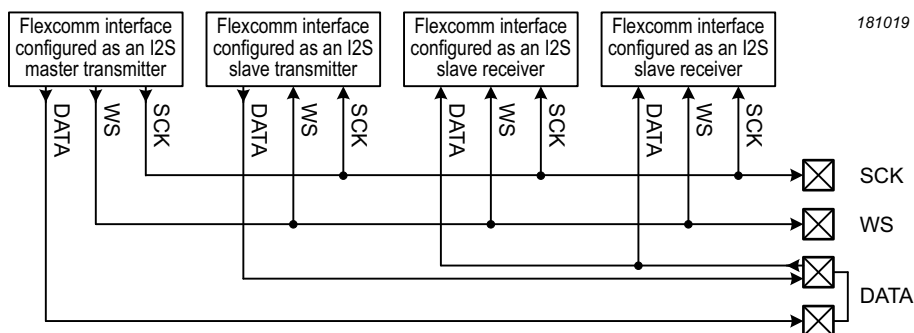 Flexcomm interface
configured as an I2S
master transmitter
Flexcomm interface
configured as an I2S
slave transmitter
Flexcomm interface
configured as an I2S
slave receiver
Flexcomm interface
configured as an I2S
slave receiver
181019
DATA
WS
SCK
DATA
WS
SCK
DATA
WS
SCK
DATA
WS
SCK
SCK
WS
DATA